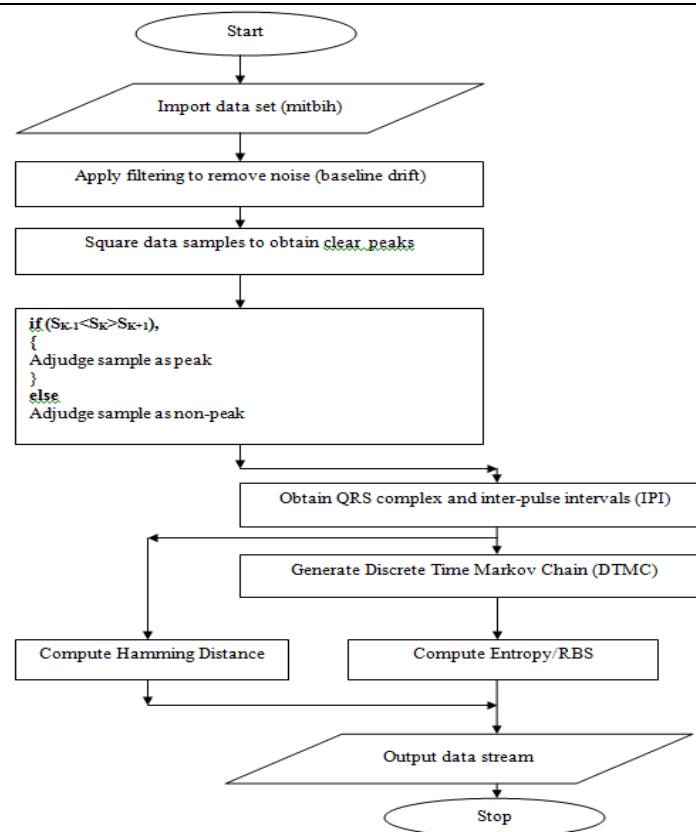 Start
Import data set (mitbih)
Apply filtering to remove noise (baseline drift)
Square data samples to obtain clear peaks
if (SK-1<SK>SK+1),
{
Adjudge sample as peak
}
else
Adjudge sample as non-peak
Obtain QRS complex and inter-pulse intervals (IPI)
Generate Discrete Time Markov Chain (DTMC)
Compute Hamming Distance
Compute Entropy/RBS
Output data stream
Stop